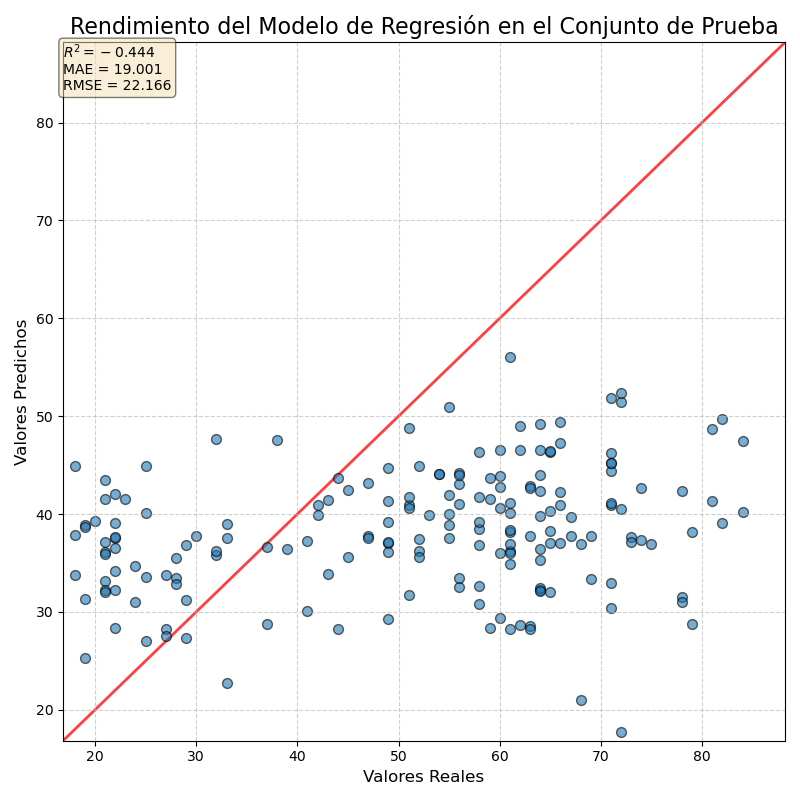 Rendimiento del Modelo de Regresión en el Conjunto de Prueba
R² = −0.444
MAE = 19.001
RMSE = 22.166
80
70
60
50
40
30
20
Valores Predichos
20 30 40 50 60 70 80
Valores Reales